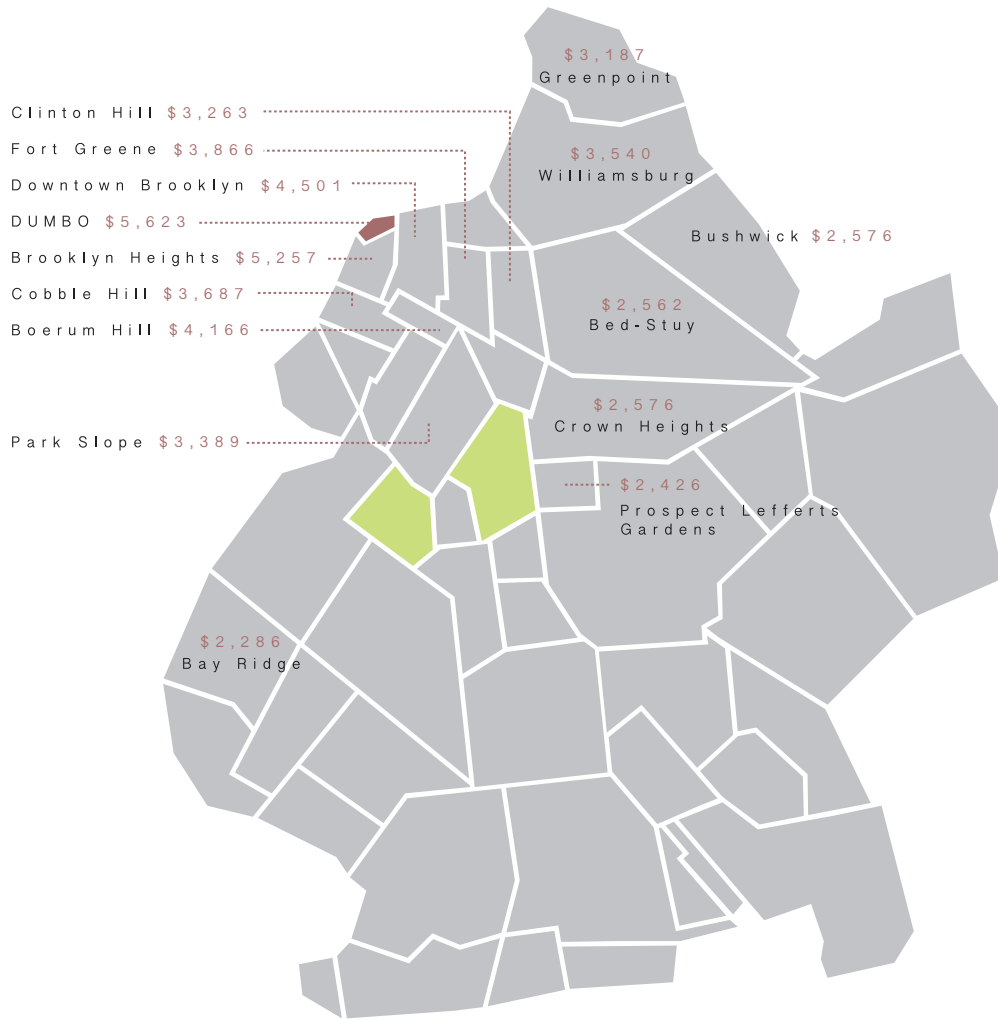 $3,187
Greenpoint
Clinton Hill $3,263
Fort Greene $3,866
$3,540
Williamsburg
Downtown Brooklyn $4,501
DUMBO $5,623
Bushwick $2,576
Brooklyn Heights $5,257
Cobble Hill $3,687
$2,562
Bed-Stuy
Boerum Hill $4,166
$2,576
Crown Heights
Park Slope $3,389
$2,426
Prospect Lefferts
Gardens
$2,286
Bay Ridge